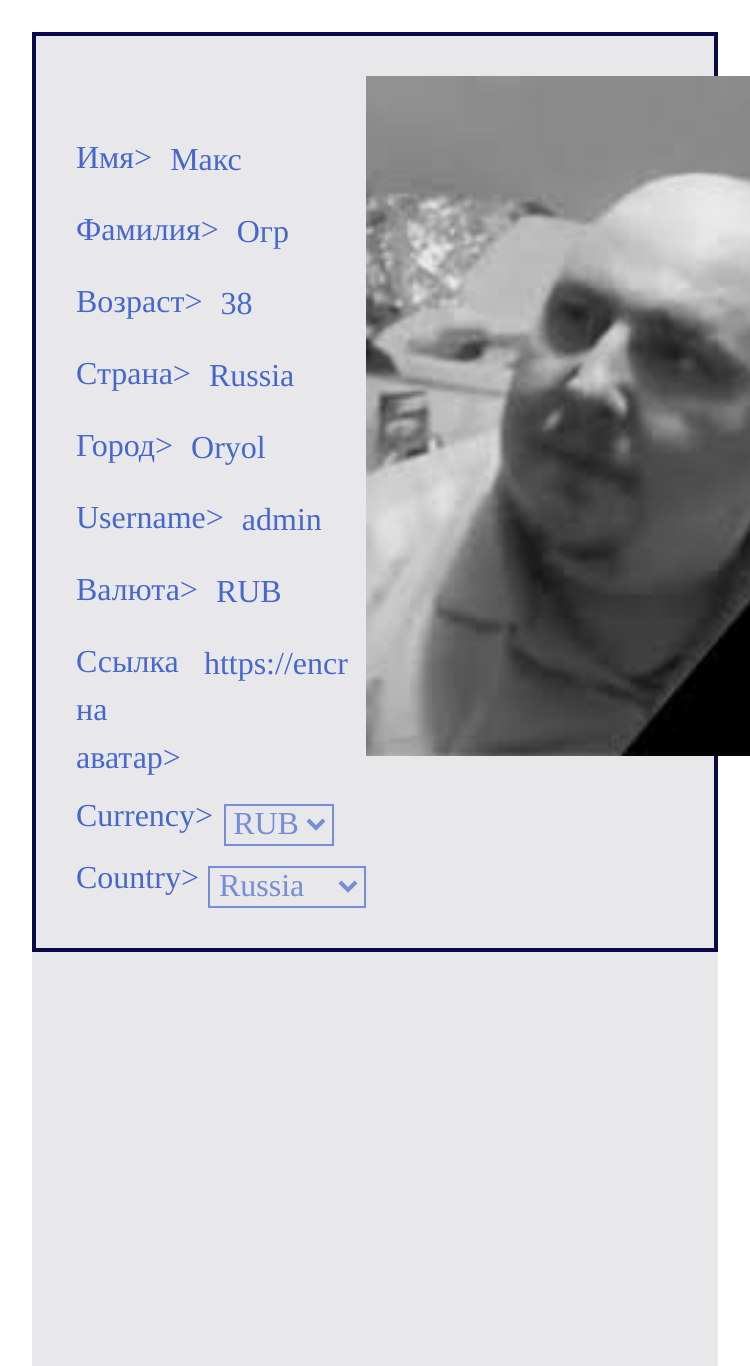 Имя> Макс
Фамилия> Огр
Возраст> 38
Страна> Russia
Город> Oryol
Username> admin
Валюта> RUB
Ссылка https://encr
на
аватар>
Currency> RUB
Country> Russia